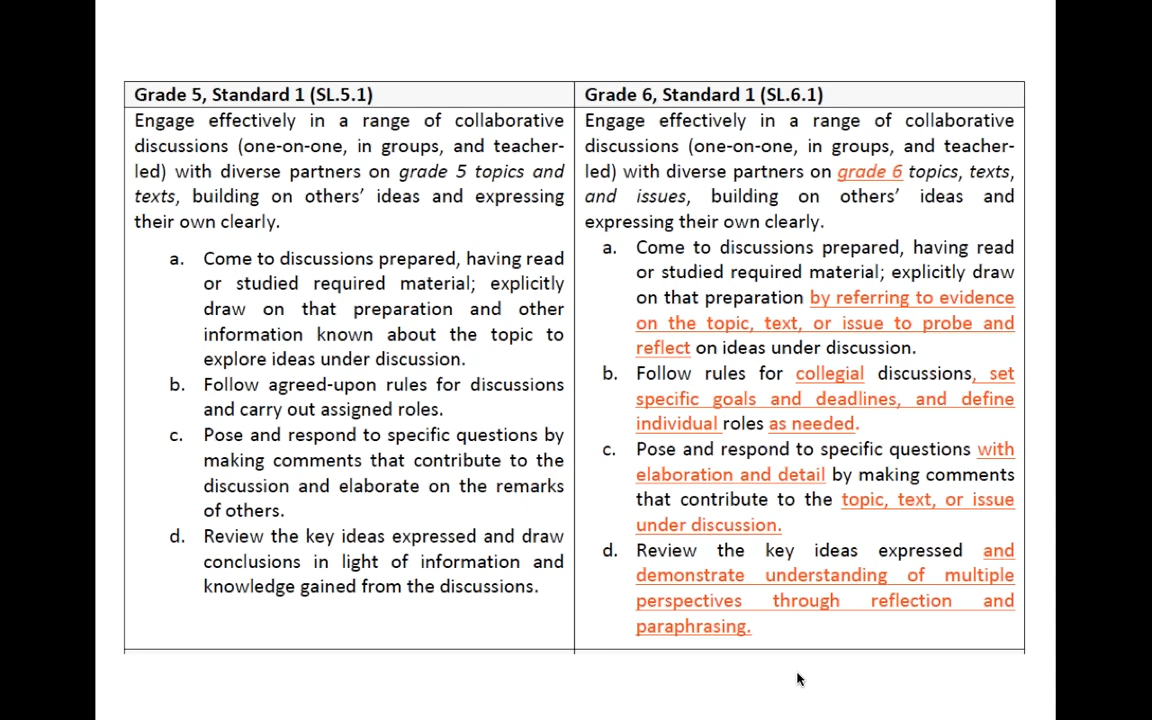 Grade 5, Standard 1 (SL.5.1)
Engage effectively in a range of collaborative
discussions (one-on-one, in groups, and teacher-
led) with diverse partners on grade 5 topics and
texts, building on others’ ideas and expressing
their own clearly.
a. Come to discussions prepared, having read
or studied required material; explicitly
draw on that preparation and other
information known about the topic to
explore ideas under discussion.
b. Follow agreed-upon rules for discussions
and carry out assigned roles.
c. Pose and respond to specific questions by
making comments that contribute to the
discussion and elaborate on the remarks
of others.
d. Review the key ideas expressed and draw
conclusions in light of information and
knowledge gained from the discussions.
Grade 6, Standard 1 (SL.6.1)
Engage effectively in a range of collaborative
discussions (one-on-one, in groups, and teacher-
led) with diverse partners on grade 6 topics, texts,
and issues, building on others’ ideas and
expressing their own clearly.
a. Come to discussions prepared, having read
or studied required material; explicitly draw
on that preparation by referring to evidence
on the topic, text, or issue to probe and
reflect on ideas under discussion.
b. Follow rules for collegial discussions, set
specific goals and deadlines, and define
individual roles as needed.
c. Pose and respond to specific questions with
elaboration and detail by making comments
that contribute to the topic, text, or issue
under discussion.
d. Review the key ideas expressed and
demonstrate understanding of multiple
perspectives through reflection and
paraphrasing.